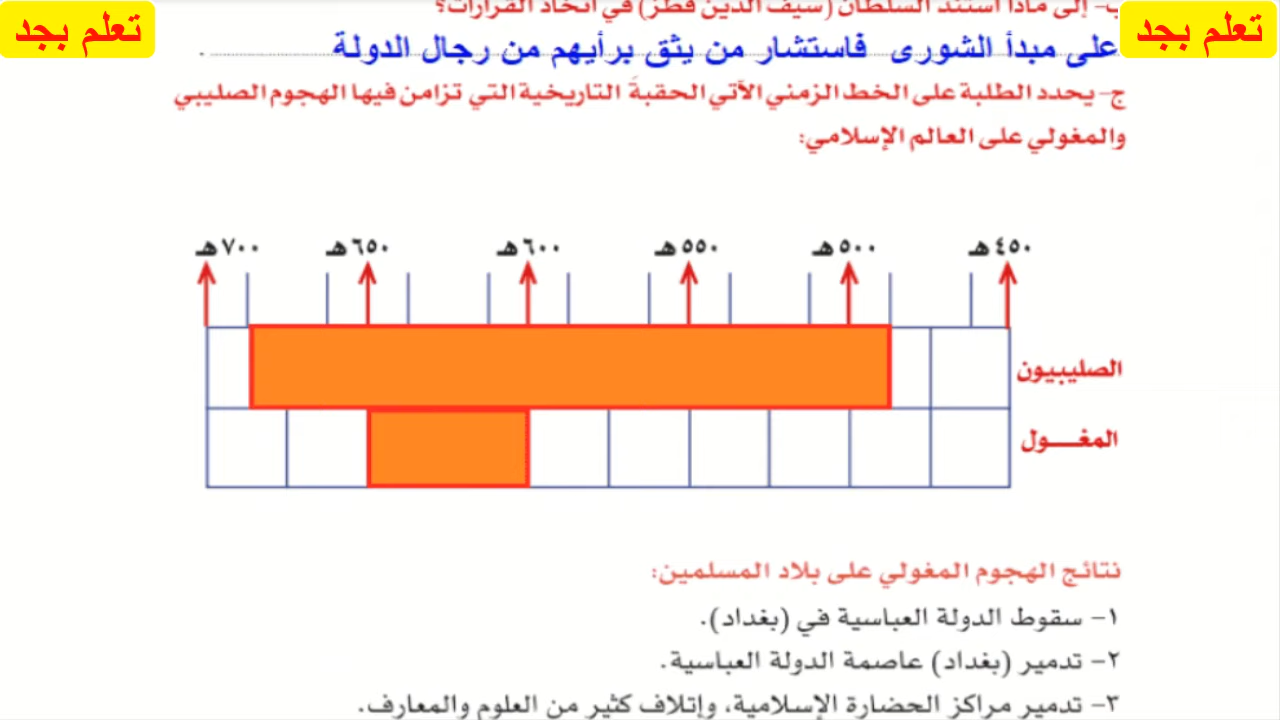 تعلم بجد
تعلم بجد
ب- إلى ماذا استند السلطان (سيف الدين قطز) في اتخاذ القرارات؟
على مبدأ الشورى فاستشار من يثق برأيهم من رجال الدولة .
ج- يحدد الطلبة على الخط الزمني الآتي الحقبةَ التاريخية التي تزامن فيها الهجوم الصليبي
والمغولي على العالم الإسلامي:
٤٥٠هـ ٥٠٠هـ ٥٥٠هـ ٦٠٠هـ ٦٥٠هـ ٧٠٠هـ
الصليبيون
المغـــول
نتائج الهجوم المغولي على بلاد المسلمين:
١- سقوط الدولة العباسية في (بغداد).
٢- تدمير (بغداد) عاصمة الدولة العباسية.
٣- تدمير مراكز الحضارة الإسلامية، وإتلاف كثير من العلوم والمعارف.